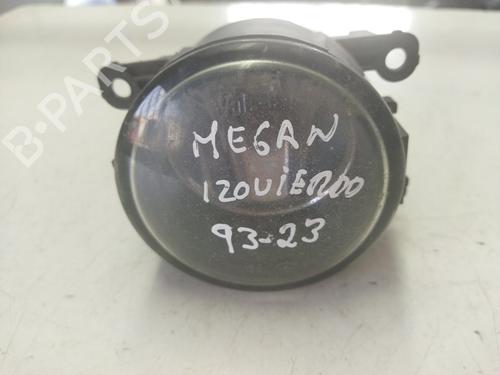 B-PARTS
MEGAN
IZQUIERDO
93-23